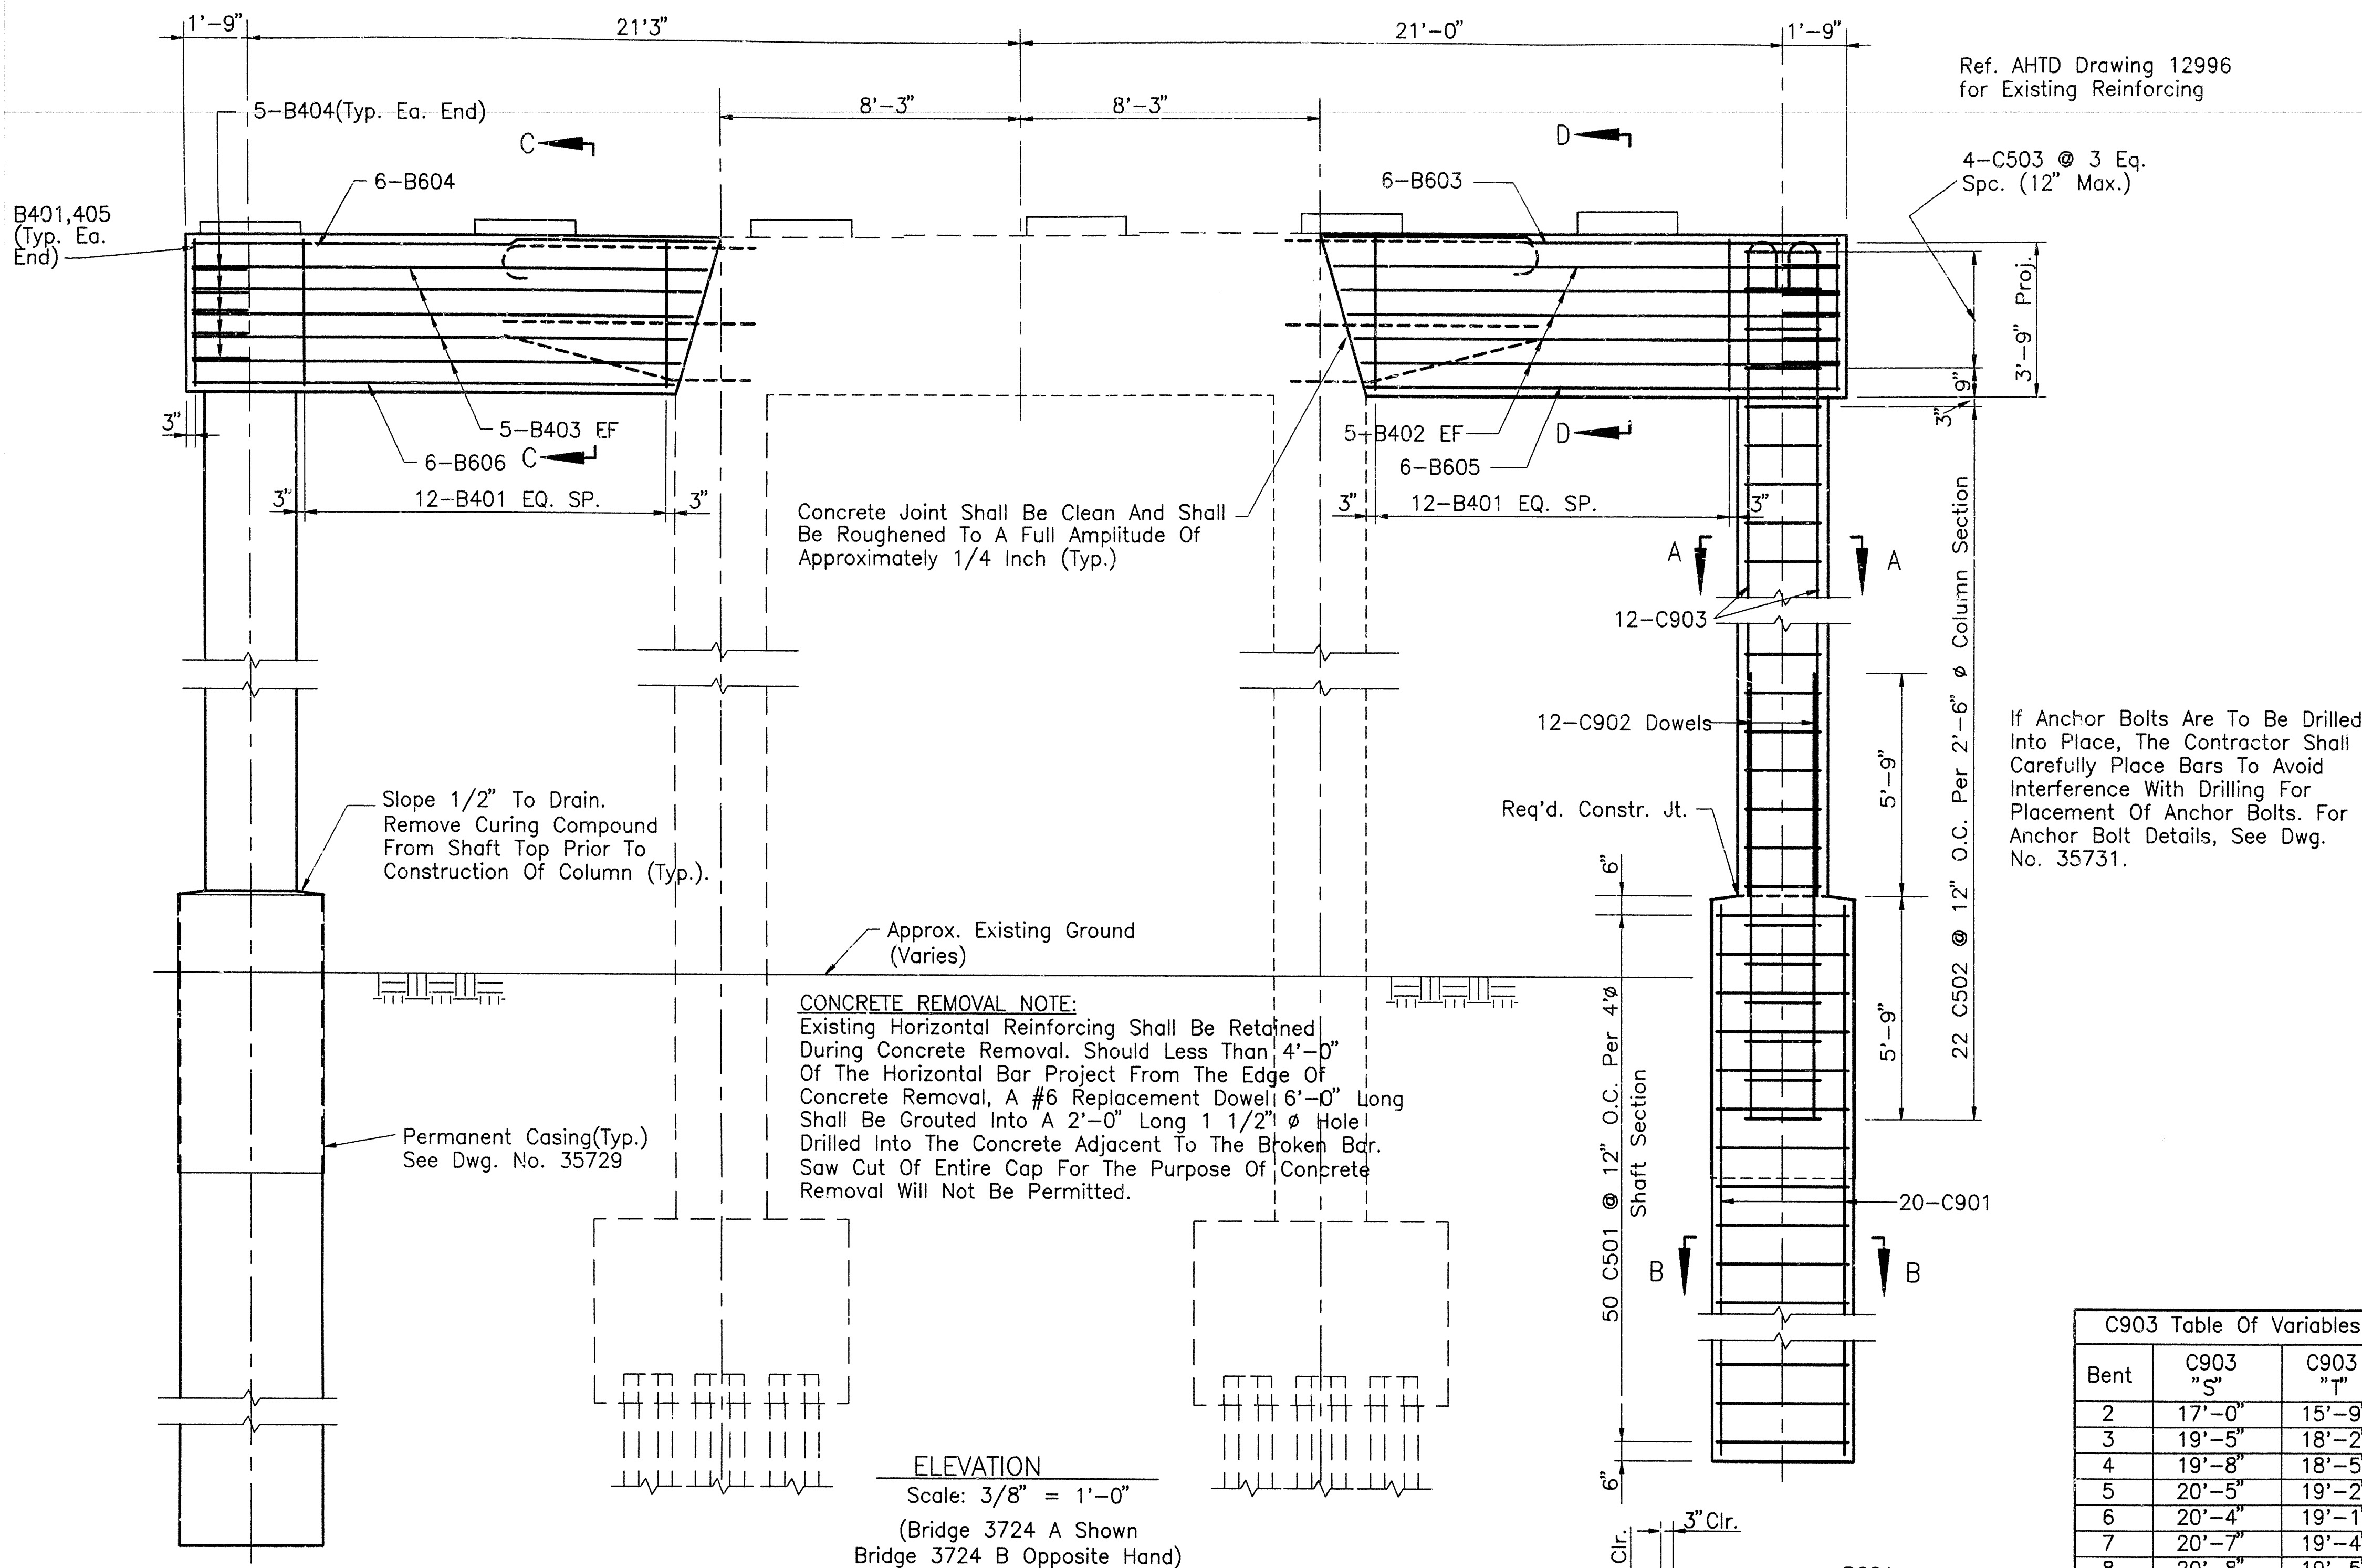 1'-9"
21'3"
21'-0"
1'-9"
Ref. AHTD Drawing 12996
for Existing Reinforcing
5-B404(Typ. Ea. End)
8'-3"
8'-3"
C
D
4-C503 @ 3 Eq.
Spc. (12" Max.)
6-B604
6-B603
B401,405
(Typ. Ea.
End)
3'-9" Proj.
9"
3"
3"
5-B403 EF
6-B606
C
5-B402 EF
D
6-B605
3"
12-B401 EQ. SP.
3"
3"
12-B401 EQ. SP.
3"
Concrete Joint Shall Be Clean And Shall
Be Roughened To A Full Amplitude Of
Approximately 1/4 Inch (Typ.)
A
A
12-C903
22 C502 @ 12" O.C. Per 2'-6" ø Column Section
12-C902 Dowels
5'-9"
If Anchor Bolts Are To Be Drilled
Into Place, The Contractor Shall
Carefully Place Bars To Avoid
Interference With Drilling For
Placement Of Anchor Bolts. For
Anchor Bolt Details, See Dwg.
No. 35731.
Slope 1/2" To Drain.
Remove Curing Compound
From Shaft Top Prior To
Construction Of Column (Typ.).
Req'd. Constr. Jt.
6"
Approx. Existing Ground
(Varies)
5'-9"
CONCRETE REMOVAL NOTE:
Existing Horizontal Reinforcing Shall Be Retained
During Concrete Removal. Should Less Than 4'-0"
Of The Horizontal Bar Project From The Edge Of
Concrete Removal, A #6 Replacement Dowel 6'-0" Long
Shall Be Grouted Into A 2'-0" Long 1 1/2" ø Hole
Drilled Into The Concrete Adjacent To The Broken Bar.
Saw Cut Of Entire Cap For The Purpose Of Concrete
Removal Will Not Be Permitted.
Permanent Casing(Typ.)
See Dwg. No. 35729
50 C501 @ 12" O.C. Per 4'ø
Shaft Section
20-C901
B
B
6"
ELEVATION
Scale: 3/8" = 1'-0"
(Bridge 3724 A Shown
Bridge 3724 B Opposite Hand)
3"Clr.
Clr.
C903 Table Of Variables
Bent C903 "S" C903 "T"
2 17'-0" 15'-9"
3 19'-5" 18'-2"
4 19'-8" 18'-5"
5 20'-5" 19'-2"
6 20'-4" 19'-1"
7 20'-7" 19'-4"